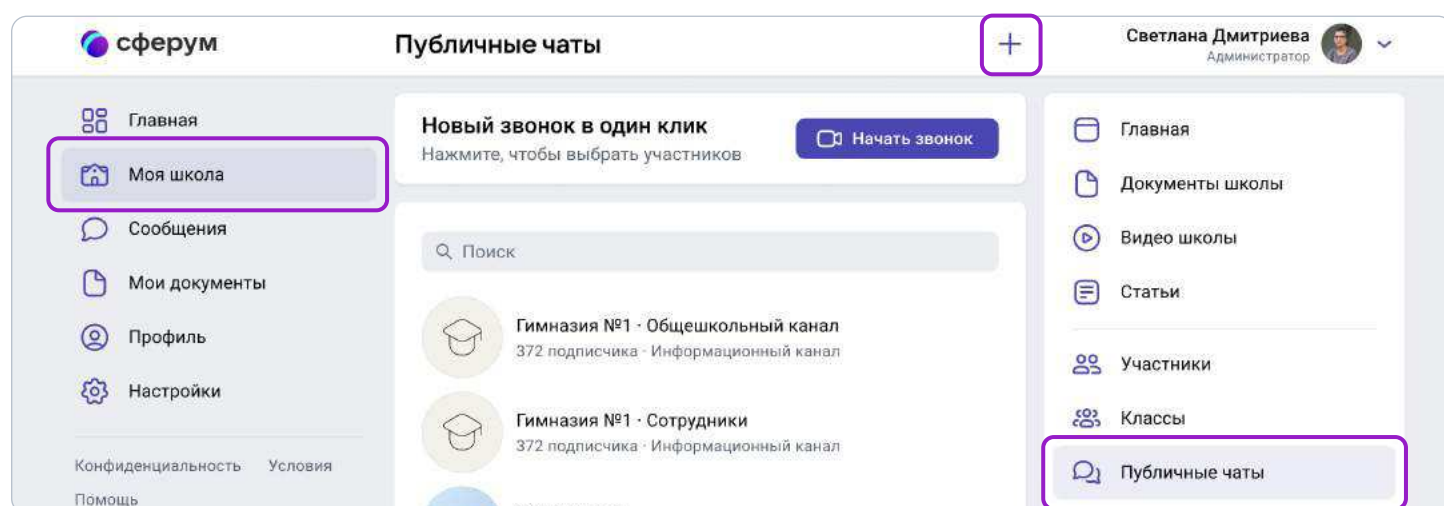 сферум
Публичные чаты
Светлана Дмитриева
Администратор
Главная
Моя школа
Сообщения
Мои документы
Профиль
Настройки
Конфиденциальность Условия
Помощь
Новый звонок в один клик
Нажмите, чтобы выбрать участников
Начать звонок
Поиск
Гимназия №1 · Общешкольный канал
372 подписчика · Информационный канал
Гимназия №1 · Сотрудники
372 подписчика · Информационный канал
Главная
Документы школы
Видео школы
Статьи
Участники
Классы
Публичные чаты